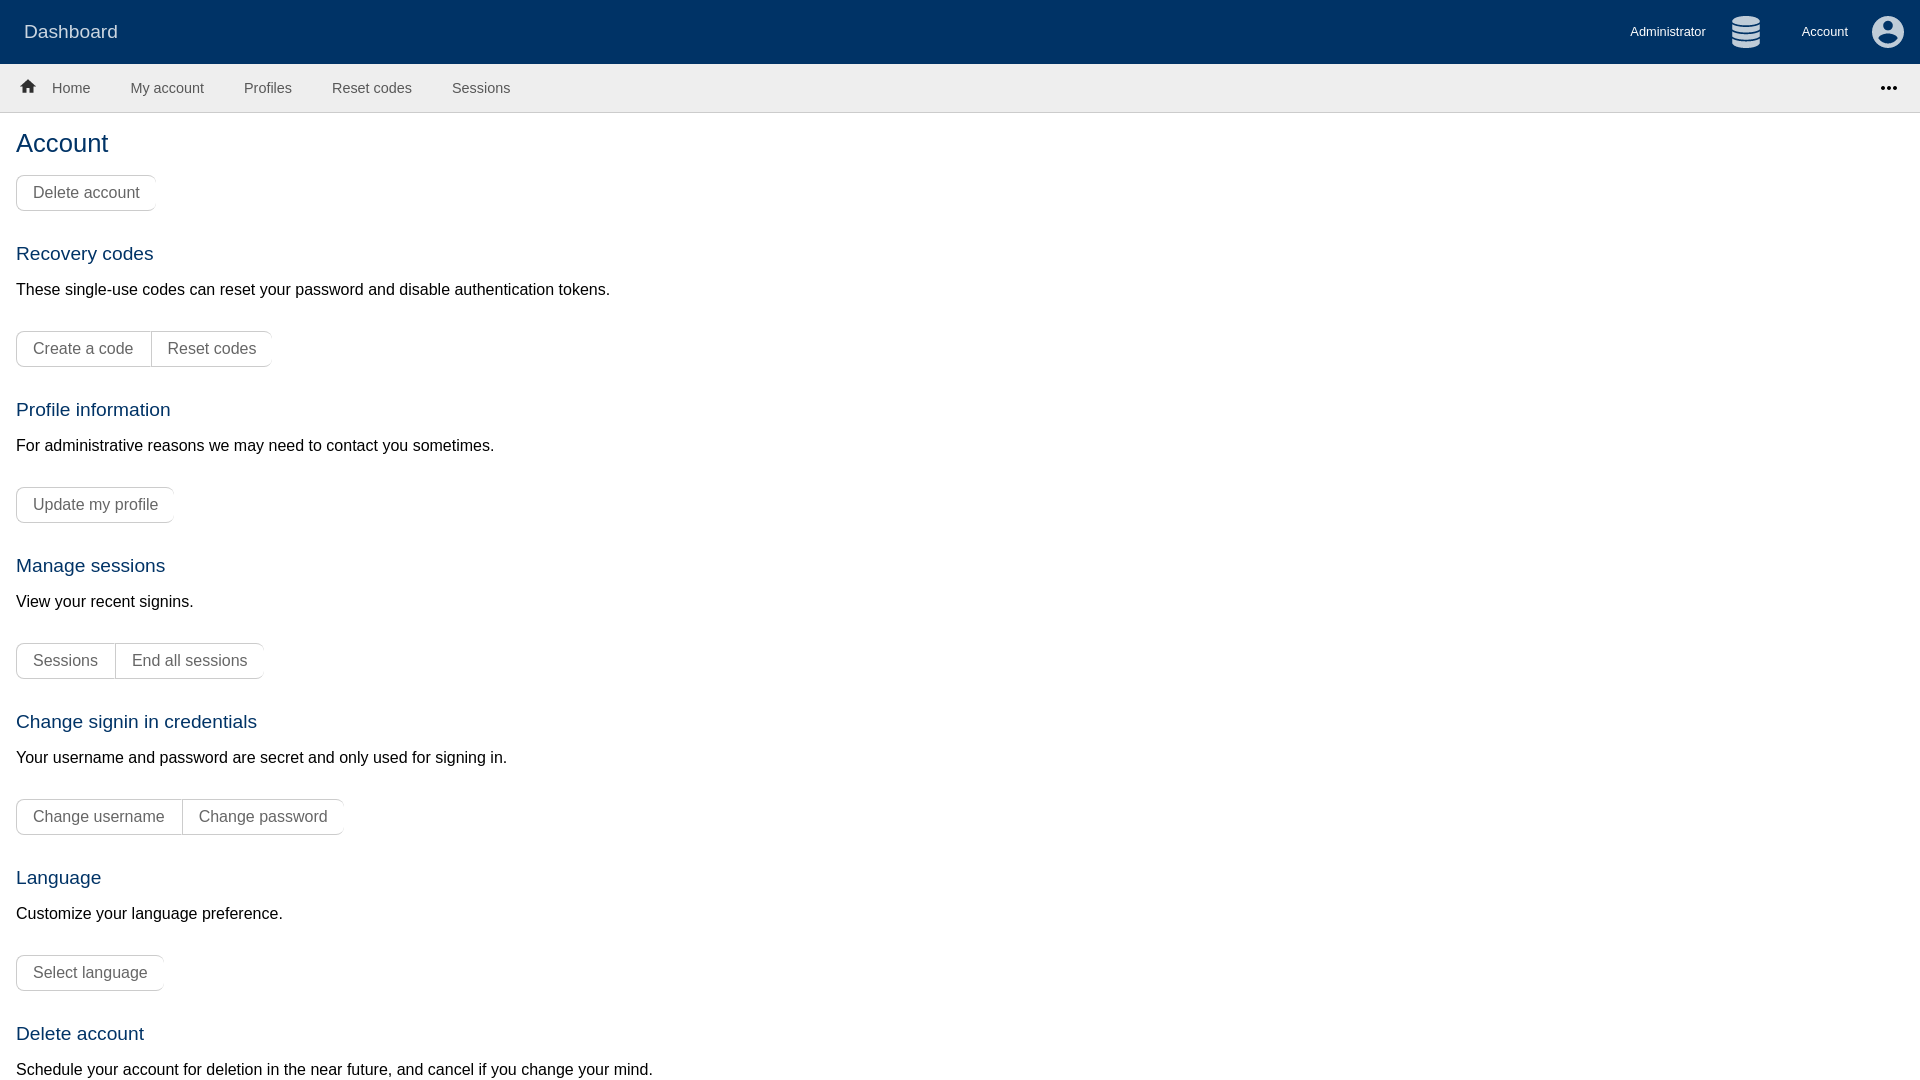 Dashboard
Administrator
Account
Home
My account
Profiles
Reset codes
Sessions
Account
Delete account
Recovery codes
These single-use codes can reset your password and disable authentication tokens.
Create a code
Reset codes
Profile information
For administrative reasons we may need to contact you sometimes.
Update my profile
Manage sessions
View your recent signins.
Sessions
End all sessions
Change signin in credentials
Your username and password are secret and only used for signing in.
Change username
Change password
Language
Customize your language preference.
Select language
Delete account
Schedule your account for deletion in the near future, and cancel if you change your mind.